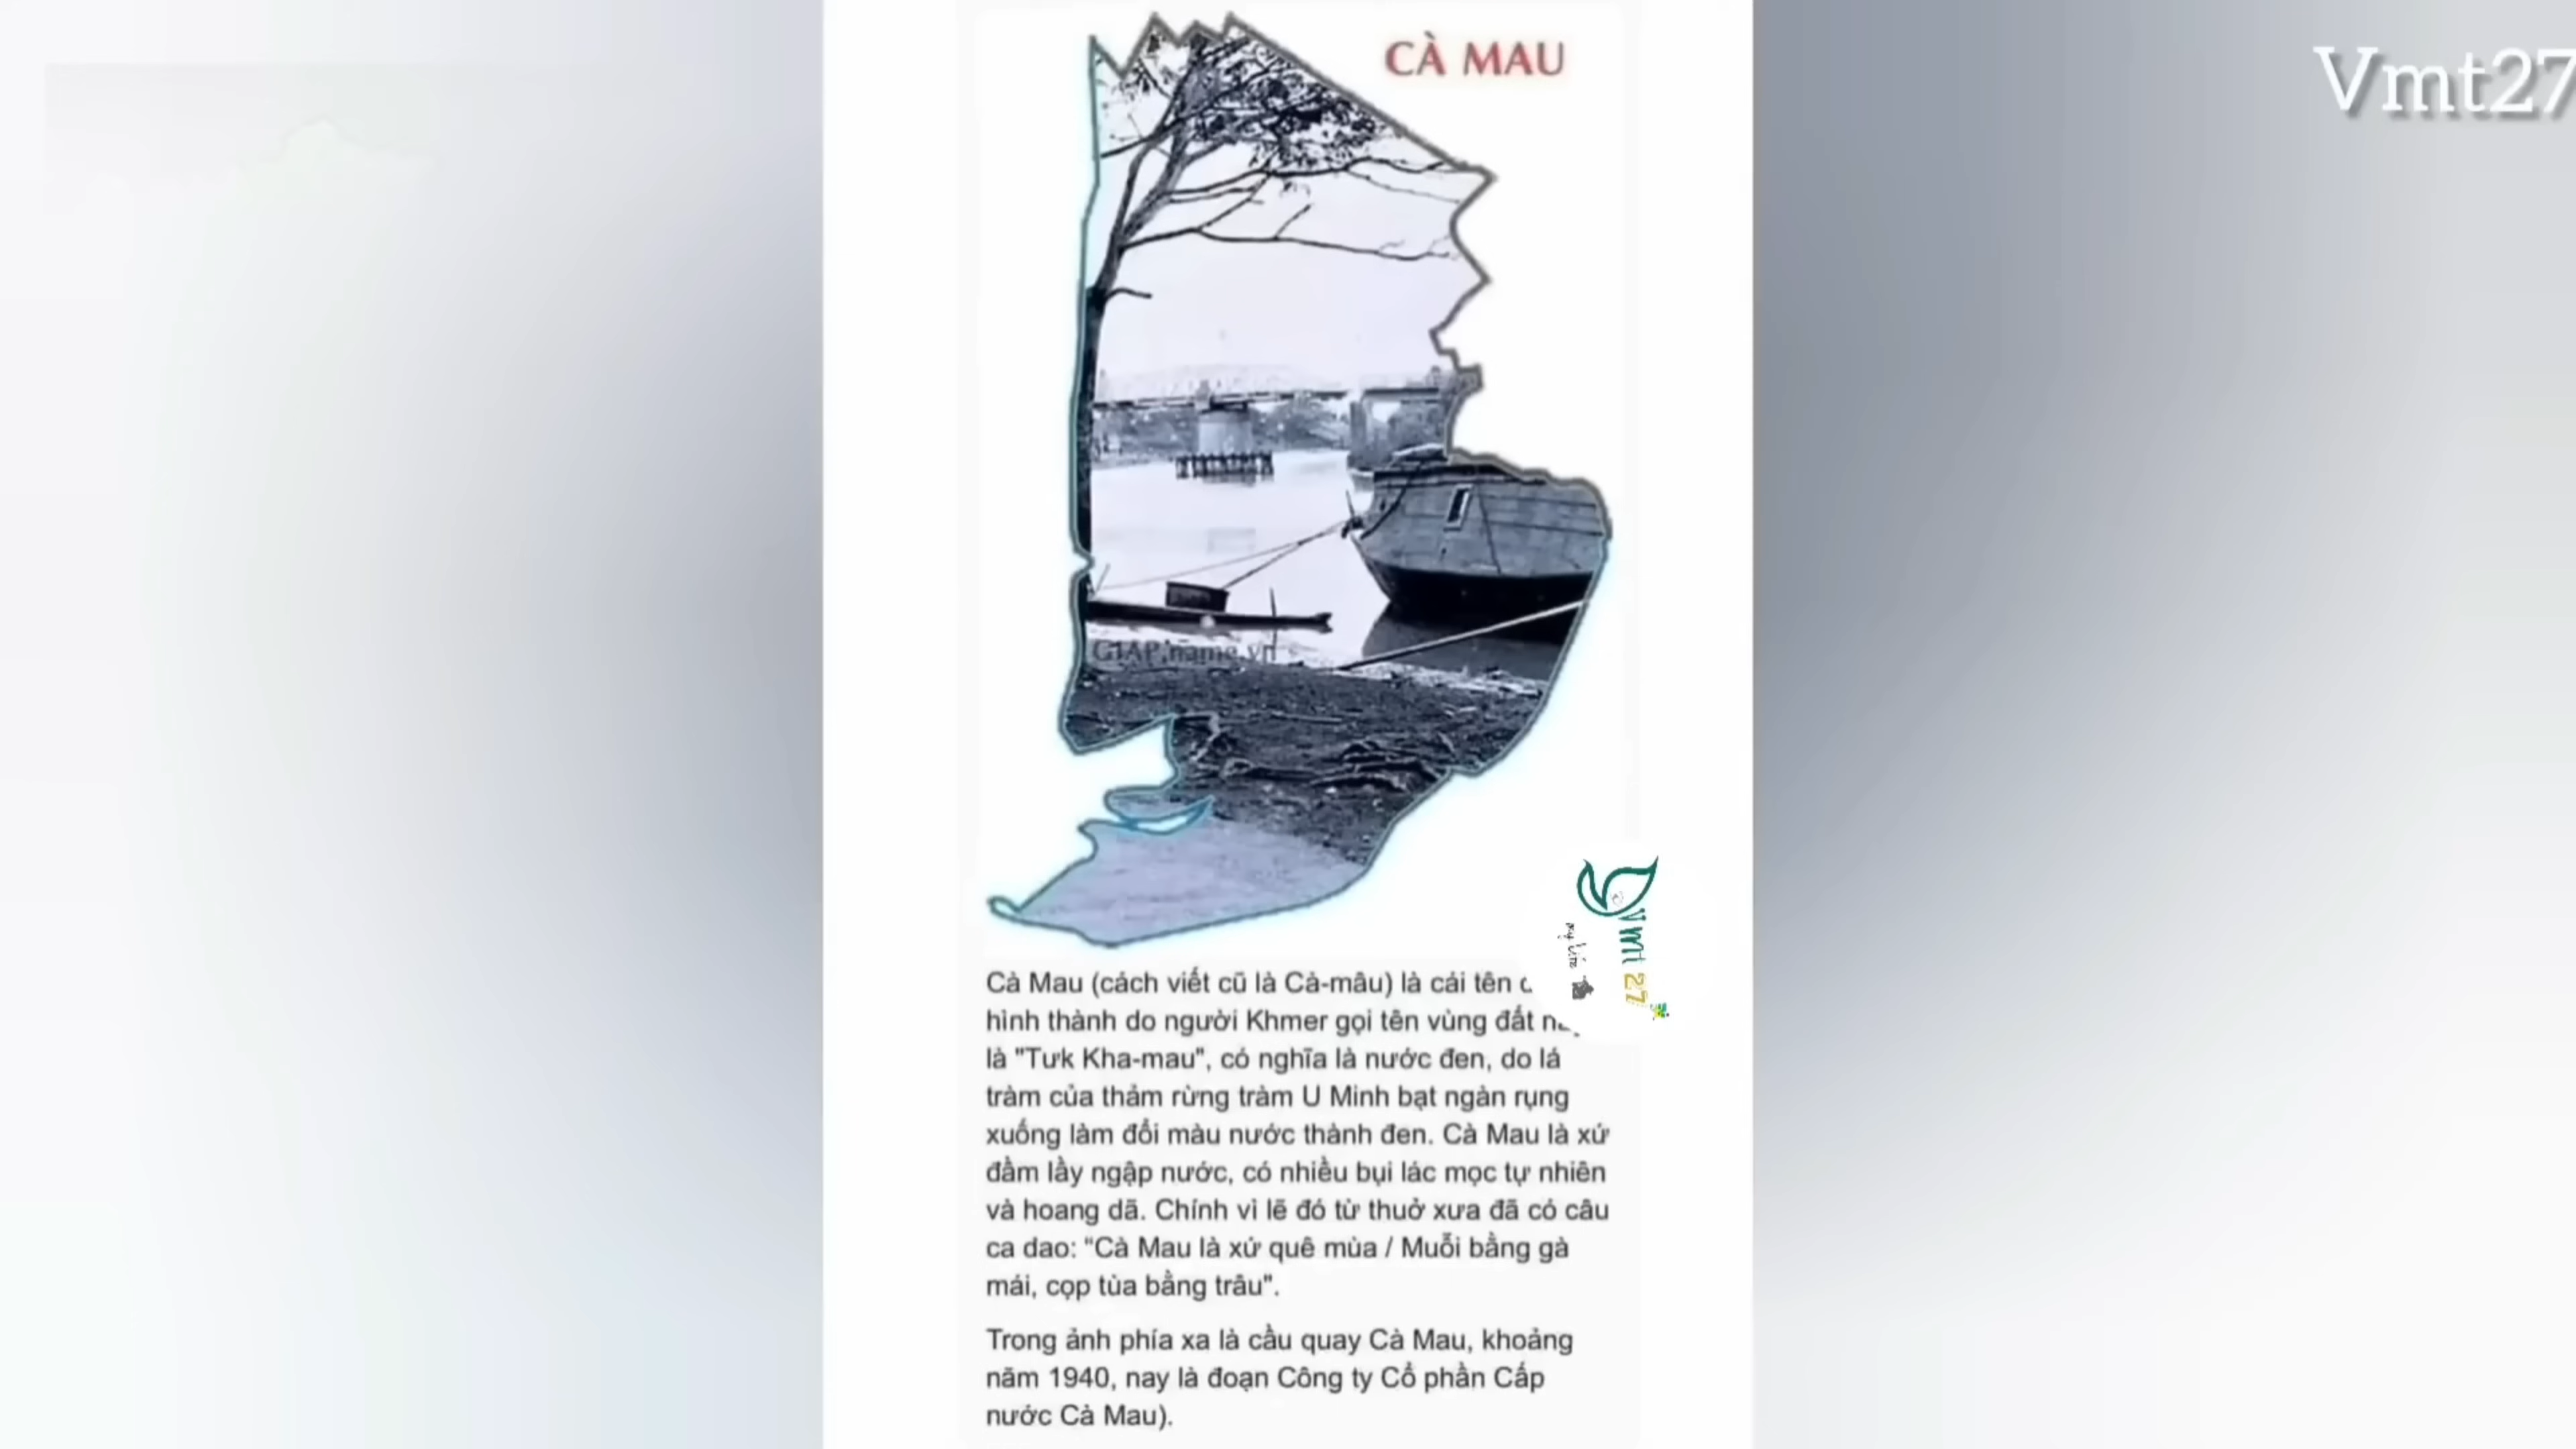 CÀ MAU
Vmt27
GIAP.name.vn
Vmt 27
Cà Mau (cách viết cũ là Cà-mâu) là cái tên
hình thành do người Khmer gọi tên vùng đất
là "Tưk Kha-mau", có nghĩa là nước đen, do lá
tràm của thảm rừng tràm U Minh bạt ngàn rụng
xuống làm đổi màu nước thành đen. Cà Mau là xứ
đầm lầy ngập nước, có nhiều bụi lác mọc tự nhiên
và hoang dã. Chính vì lẽ đó từ thuở xưa đã có câu
ca dao: "Cà Mau là xứ quê mùa / Muỗi bằng gà
mái, cọp tùa bằng trâu".
Trong ảnh phía xa là cầu quay Cà Mau, khoảng
năm 1940, nay là đoạn Công ty Cổ phần Cấp
nước Cà Mau).